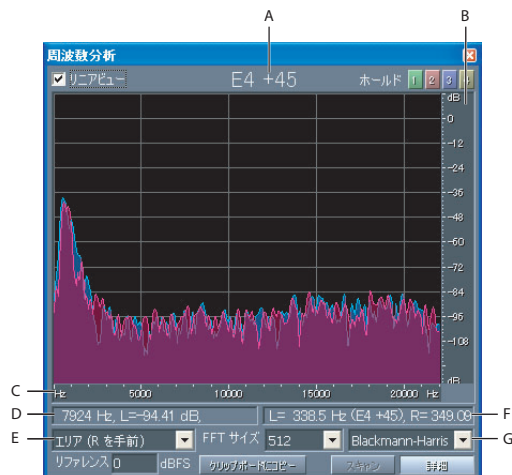 A
B
周波数分析
リニアビュー
E4 +45
ホールド 1 2 3 4
dB
0
-12
-24
-36
-48
-60
-72
-84
-96
-108
dB
C
Hz 5000 10000 15000 20000 Hz
D
7924 Hz, L=-94.41 dB,
L= 338.5 Hz (E4 +45), R= 349.09
F
E
エリア (R を手前)
FFT サイズ
512
Blackmann-Harris
G
リファレンス 0 dBFS
クリップボードにコピー
スキャン
詳細